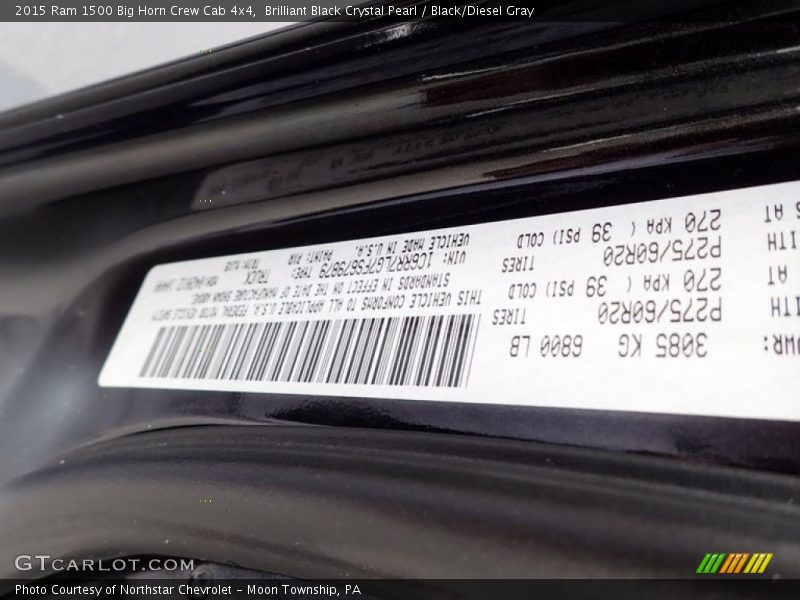 2015 Ram 1500 Big Horn Crew Cab 4x4, Brilliant Black Crystal Pearl / Black/Diesel Gray
3085 KG 6800 LB
P275/60R20 TIRES
270 KPA ( 39 PSI) COLD
P275/60R20 TIRES
270 KPA ( 39 PSI) COLD
THIS VEHICLE CONFORMS TO ALL APPLICABLE U.S.A. FEDERAL MOTOR VEHICLE SAFETY
STANDARDS IN EFFECT ON THE DATE OF MANUFACTURE SHOWN ABOVE.
VIN: TYPE: TRUCK
VEHICLE MADE IN U.S.A. PAINT: PXR
GTCARLOT.COM
Photo Courtesy of Northstar Chevrolet - Moon Township, PA